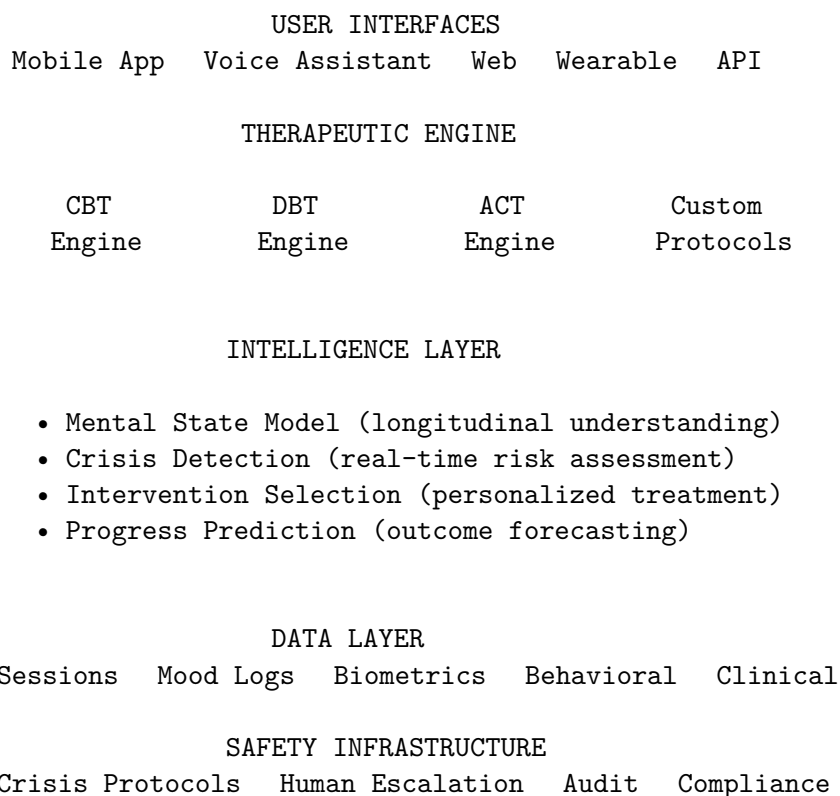 USER INTERFACES
Mobile App Voice Assistant Web Wearable API
THERAPEUTIC ENGINE
CBT DBT ACT Custom
Engine Engine Engine Protocols
INTELLIGENCE LAYER
• Mental State Model (longitudinal understanding)
• Crisis Detection (real-time risk assessment)
• Intervention Selection (personalized treatment)
• Progress Prediction (outcome forecasting)
DATA LAYER
Sessions Mood Logs Biometrics Behavioral Clinical
SAFETY INFRASTRUCTURE
Crisis Protocols Human Escalation Audit Compliance